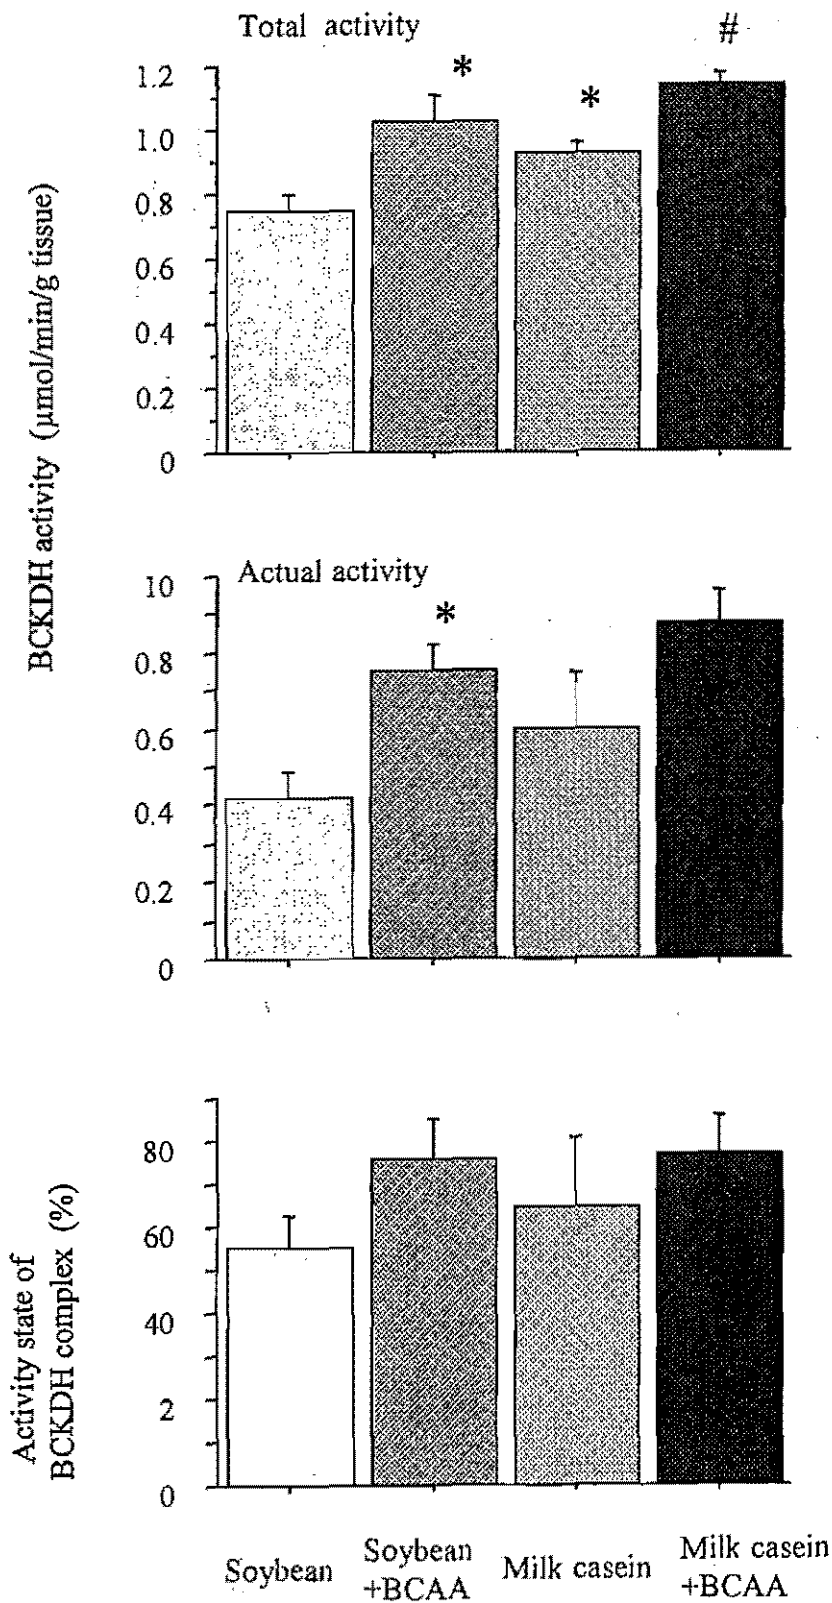 Total activity
#
*
*
1.2
1.0
0.8
0.6
0.4
0.2
0
BCKDH activity (µmol/min/g tissue)
Actual activity
*
10
0.8
0.6
0.4
0.2
0
80
60
40
2
0
Activity state of
BCKDH complex (%)
Soybean
Soybean
+BCAA
Milk casein
Milk casein
+BCAA